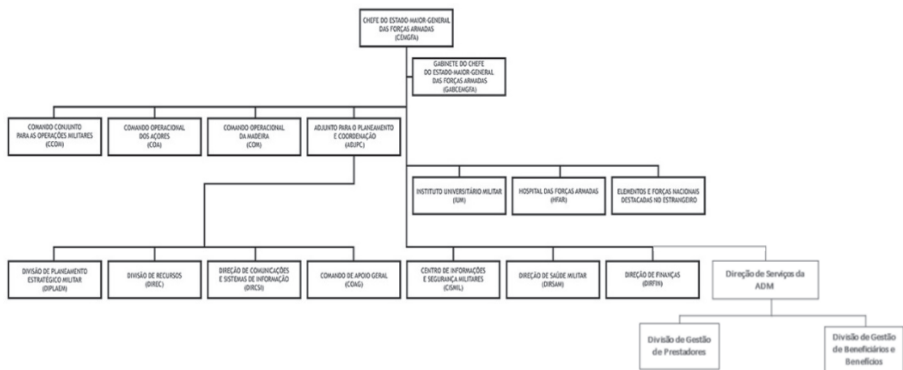 CHEFE DO ESTADO-MAIOR-GENERAL
DAS FORÇAS ARMADAS
(CEMGFA)
GABINETE DO CHEFE
DO ESTADO-MAIOR-GENERAL
DAS FORÇAS ARMADAS
(GABCEMGFA)
COMANDO CONJUNTO
PARA AS OPERAÇÕES MILITARES
(CCOM)
COMANDO OPERACIONAL
DOS AÇORES
(COA)
COMANDO OPERACIONAL
DA MADEIRA
(COM)
ADJUNTO PARA O PLANEAMENTO
E COORDENAÇÃO
(ADJPC)
INSTITUTO UNIVERSITÁRIO MILITAR
(IUM)
HOSPITAL DAS FORÇAS ARMADAS
(HFAR)
ELEMENTOS E FORÇAS NACIONAIS
DESTACADAS NO ESTRANGEIRO
DIVISÃO DE PLANEAMENTO
ESTRATÉGICO MILITAR
(DIPLAEM)
DIVISÃO DE RECURSOS
(DIREC)
DIREÇÃO DE COMUNICAÇÕES
E SISTEMAS DE INFORMAÇÃO
(DIRCSI)
COMANDO DE APOIO GERAL
(COAG)
CENTRO DE INFORMAÇÕES
E SEGURANÇA MILITARES
(CISMIL)
DIREÇÃO DE SAÚDE MILITAR
(DIRSAM)
DIREÇÃO DE FINANÇAS
(DIRFIN)
Direção de Serviços da
ADM
Divisão de Gestão
de Prestadores
Divisão de Gestão
de Beneficiários e
Benefícios